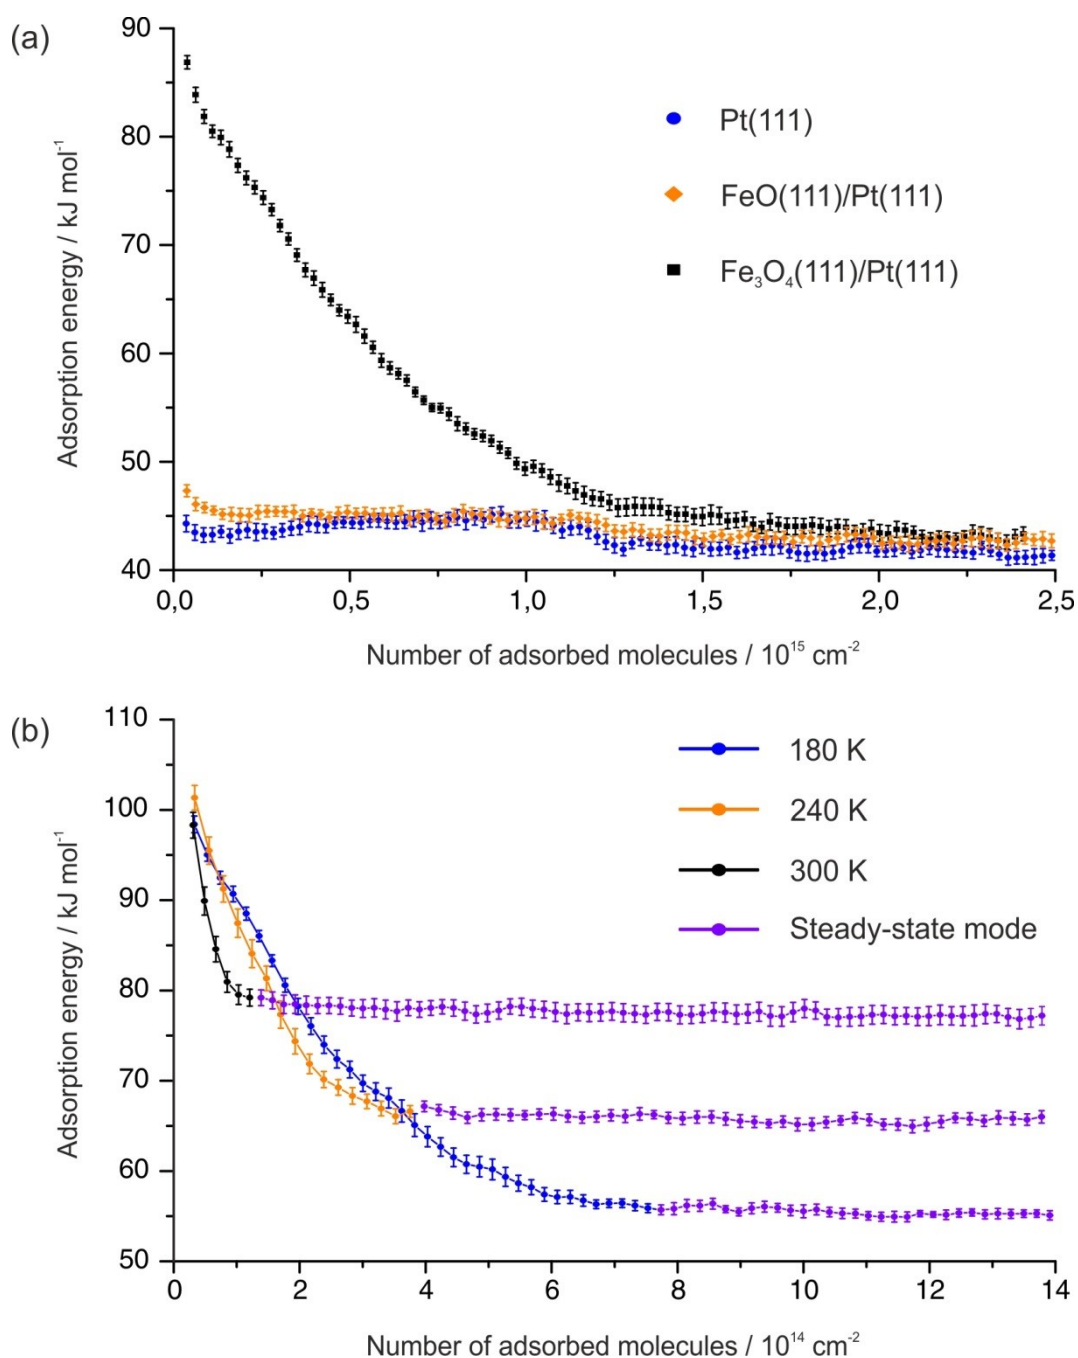 (a)
90
80
70
60
50
40
Adsorption energy / kJ mol⁻¹
Pt(111)
FeO(111)/Pt(111)
Fe₃O₄(111)/Pt(111)
0,0 0,5 1,0 1,5 2,0 2,5
Number of adsorbed molecules / 10¹⁵ cm⁻²
(b)
110
100
90
80
70
60
50
Adsorption energy / kJ mol⁻¹
180 K
240 K
300 K
Steady-state mode
0 2 4 6 8 10 12 14
Number of adsorbed molecules / 10¹⁴ cm⁻²